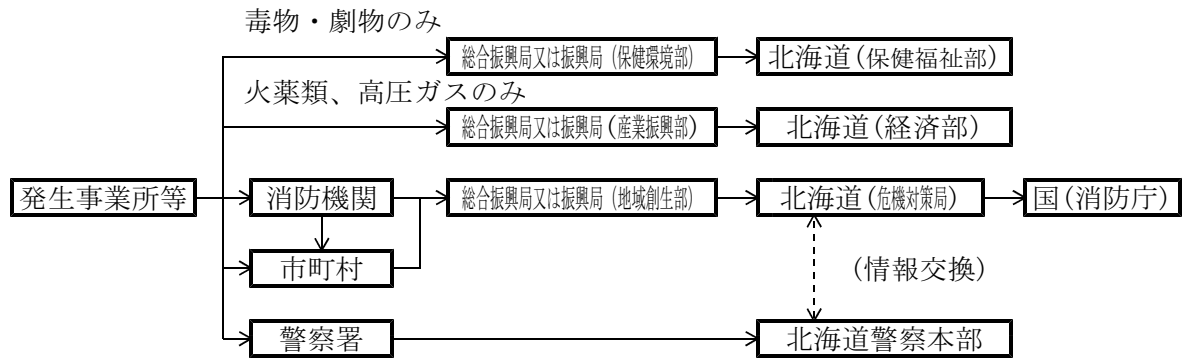 毒物・劇物のみ
総合振興局又は振興局（保健環境部） 北海道（保健福祉部）
火薬類、高圧ガスのみ
総合振興局又は振興局（産業振興部） 北海道（経済部）
発生事業所等 消防機関 総合振興局又は振興局（地域創生部） 北海道（危機対策局） 国（消防庁）
市町村 （情報交換）
警察署 北海道警察本部